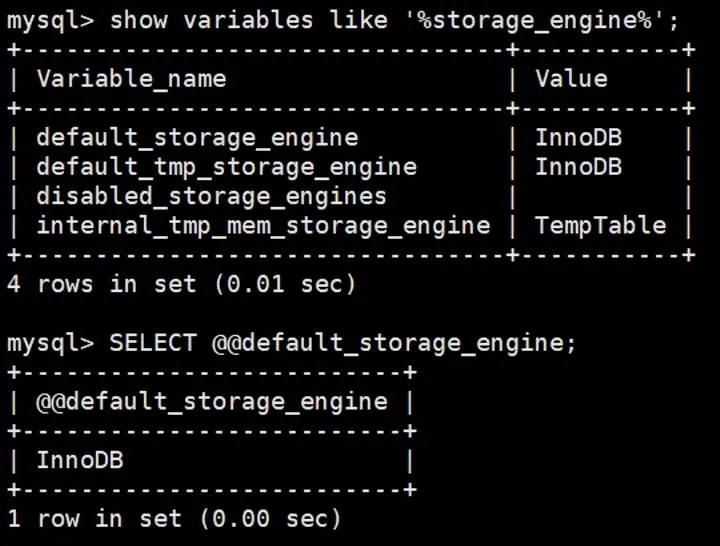 mysql> show variables like '%storage_engine%';
+---------------------------------+-----------+
| Variable_name                   | Value     |
+---------------------------------+-----------+
| default_storage_engine          | InnoDB    |
| default_tmp_storage_engine      | InnoDB    |
| disabled_storage_engines        |           |
| internal_tmp_mem_storage_engine | TempTable |
+---------------------------------+-----------+
4 rows in set (0.01 sec)

mysql> SELECT @@default_storage_engine;
+--------------------------+
| @@default_storage_engine |
+--------------------------+
| InnoDB                   |
+--------------------------+
1 row in set (0.00 sec)